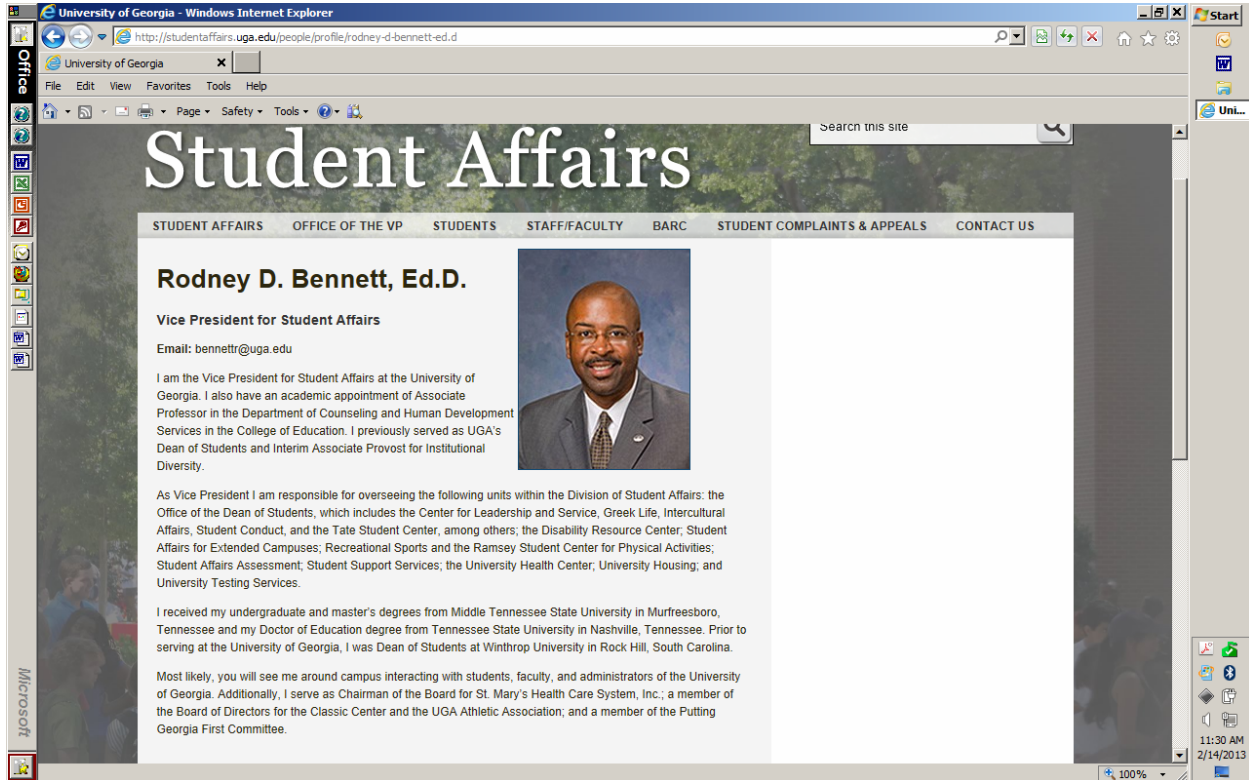 University of Georgia - Windows Internet Explorer
Start
http://studentaffairs.uga.edu/people/profile/rodney-d-bennett-ed.d
Office
University of Georgia
File Edit View Favorites Tools Help
Page Safety Tools
Uni...
Search this site
Student Affairs
STUDENT AFFAIRS OFFICE OF THE VP STUDENTS STAFF/FACULTY BARC STUDENT COMPLAINTS & APPEALS CONTACT US
Rodney D. Bennett, Ed.D.
Vice President for Student Affairs
Email: bennettr@uga.edu
I am the Vice President for Student Affairs at the University of
Georgia. I also have an academic appointment of Associate
Professor in the Department of Counseling and Human Development
Services in the College of Education. I previously served as UGA's
Dean of Students and Interim Associate Provost for Institutional
Diversity.
As Vice President I am responsible for overseeing the following units within the Division of Student Affairs: the
Office of the Dean of Students, which includes the Center for Leadership and Service, Greek Life, Intercultural
Affairs, Student Conduct, and the Tate Student Center, among others; the Disability Resource Center; Student
Affairs for Extended Campuses; Recreational Sports and the Ramsey Student Center for Physical Activities;
Student Affairs Assessment; Student Support Services; the University Health Center; University Housing; and
University Testing Services.
I received my undergraduate and master's degrees from Middle Tennessee State University in Murfreesboro,
Tennessee and my Doctor of Education degree from Tennessee State University in Nashville, Tennessee. Prior to
serving at the University of Georgia, I was Dean of Students at Winthrop University in Rock Hill, South Carolina.
Most likely, you will see me around campus interacting with students, faculty, and administrators of the University
of Georgia. Additionally, I serve as Chairman of the Board for St. Mary's Health Care System, Inc.; a member of
the Board of Directors for the Classic Center and the UGA Athletic Association; and a member of the Putting
Georgia First Committee.
Microsoft
11:30 AM
2/14/2013
100%